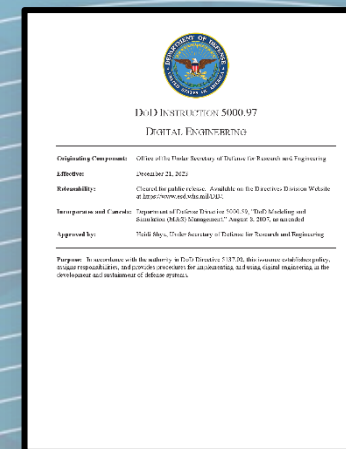 DEPARTMENT OF DEFENSE
UNITED STATES OF AMERICA
DOD INSTRUCTION 5000.97
DIGITAL ENGINEERING
Originating Component: Office of the Under Secretary of Defense for Research and Engineering
Effective: December 21, 2023
Releasability: Cleared for public release. Available on the Directives Division Website
at https://www.esd.whs.mil/DD/.
Incorporates and Cancels: Department of Defense Directive 5000.59, "DoD Modeling and
Simulation (M&S) Management," August 8, 2007, as amended
Approved by: Heidi Shyu, Under Secretary of Defense for Research and Engineering
Purpose: In accordance with the authority in DoD Directive 5137.02, this issuance establishes policy,
assigns responsibilities, and provides procedures for implementing and using digital engineering in the
development and sustainment of defense systems.